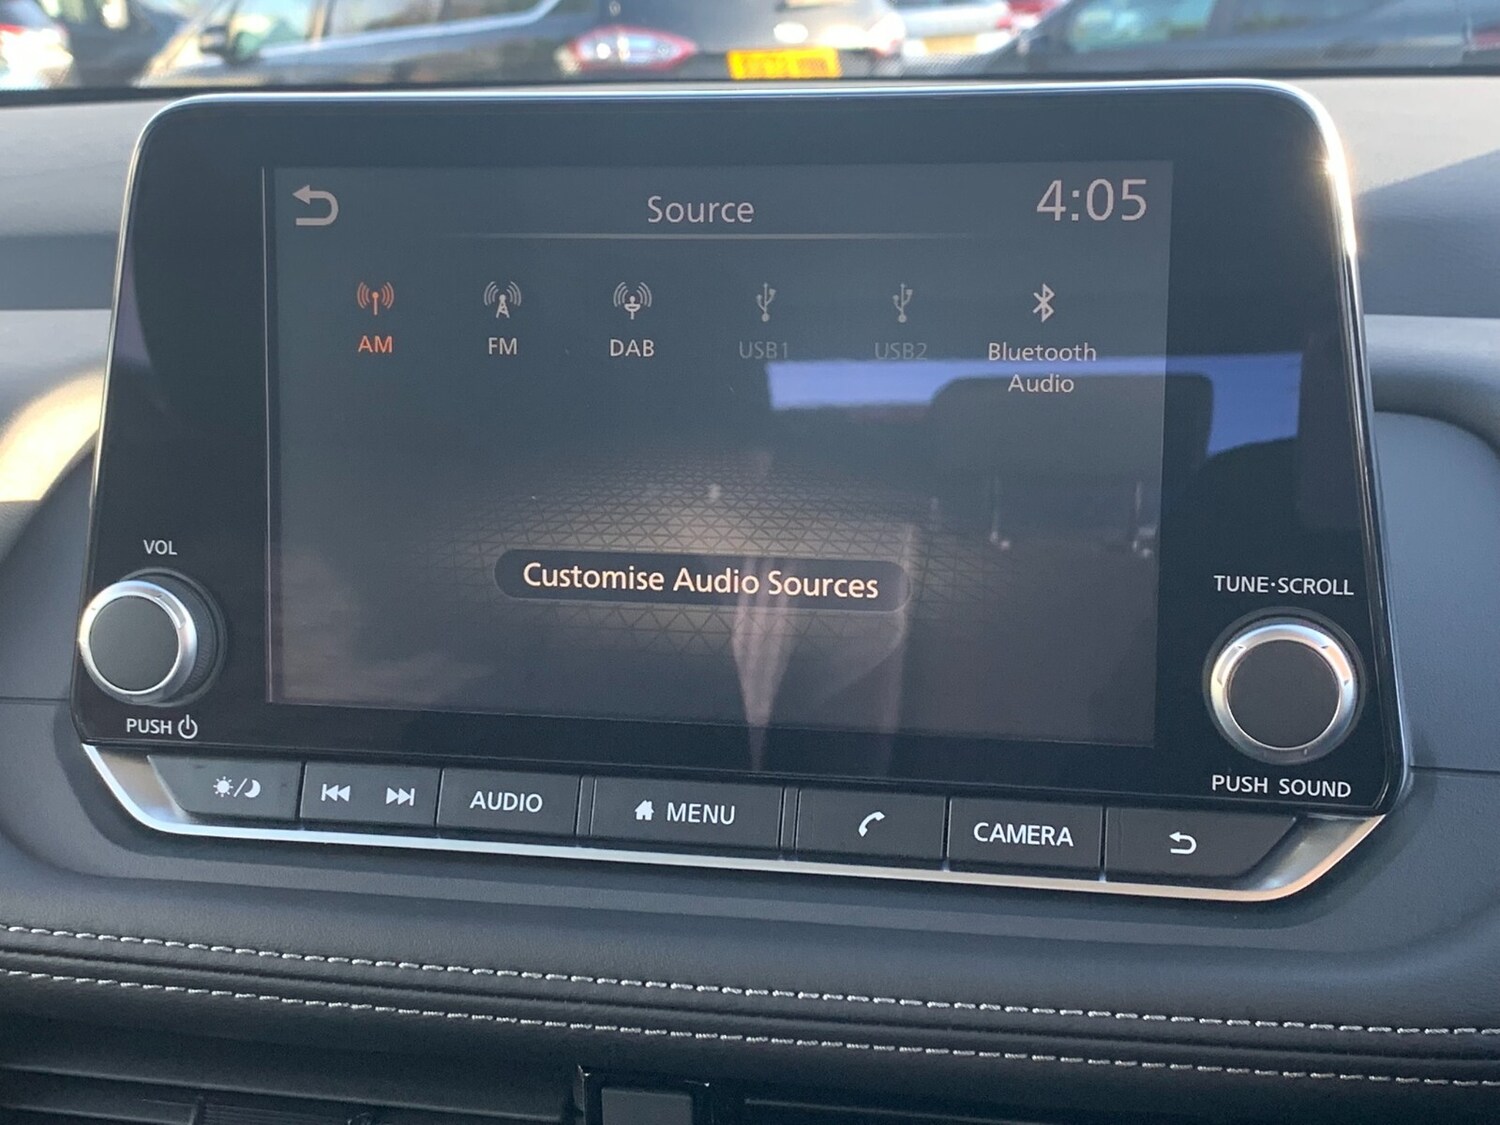 Source
4:05
AM
FM
DAB
USB1
USB2
Bluetooth
Audio
Customise Audio Sources
VOL
PUSH
TUNE·SCROLL
PUSH SOUND
AUDIO
MENU
CAMERA